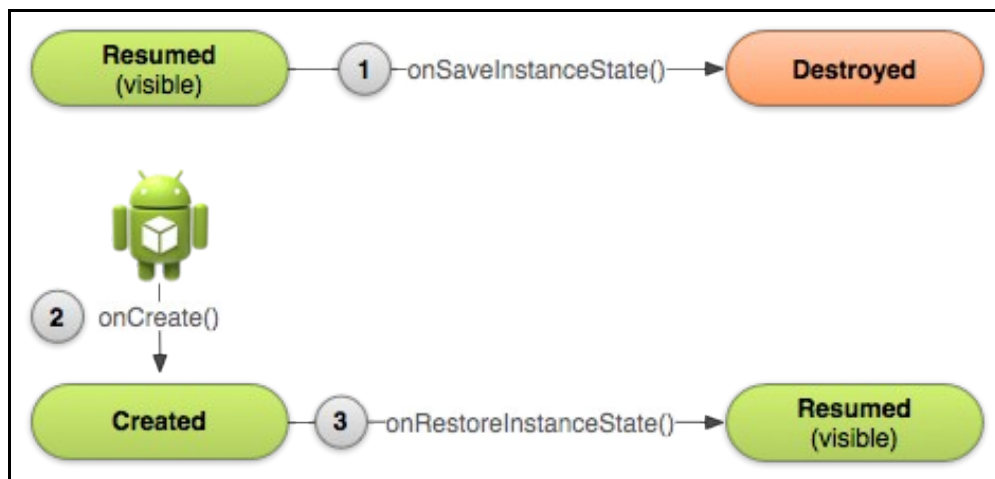 Resumed
(visible)
1
onSaveInstanceState()
Destroyed
2
onCreate()
Created
3
onRestoreInstanceState()
Resumed
(visible)